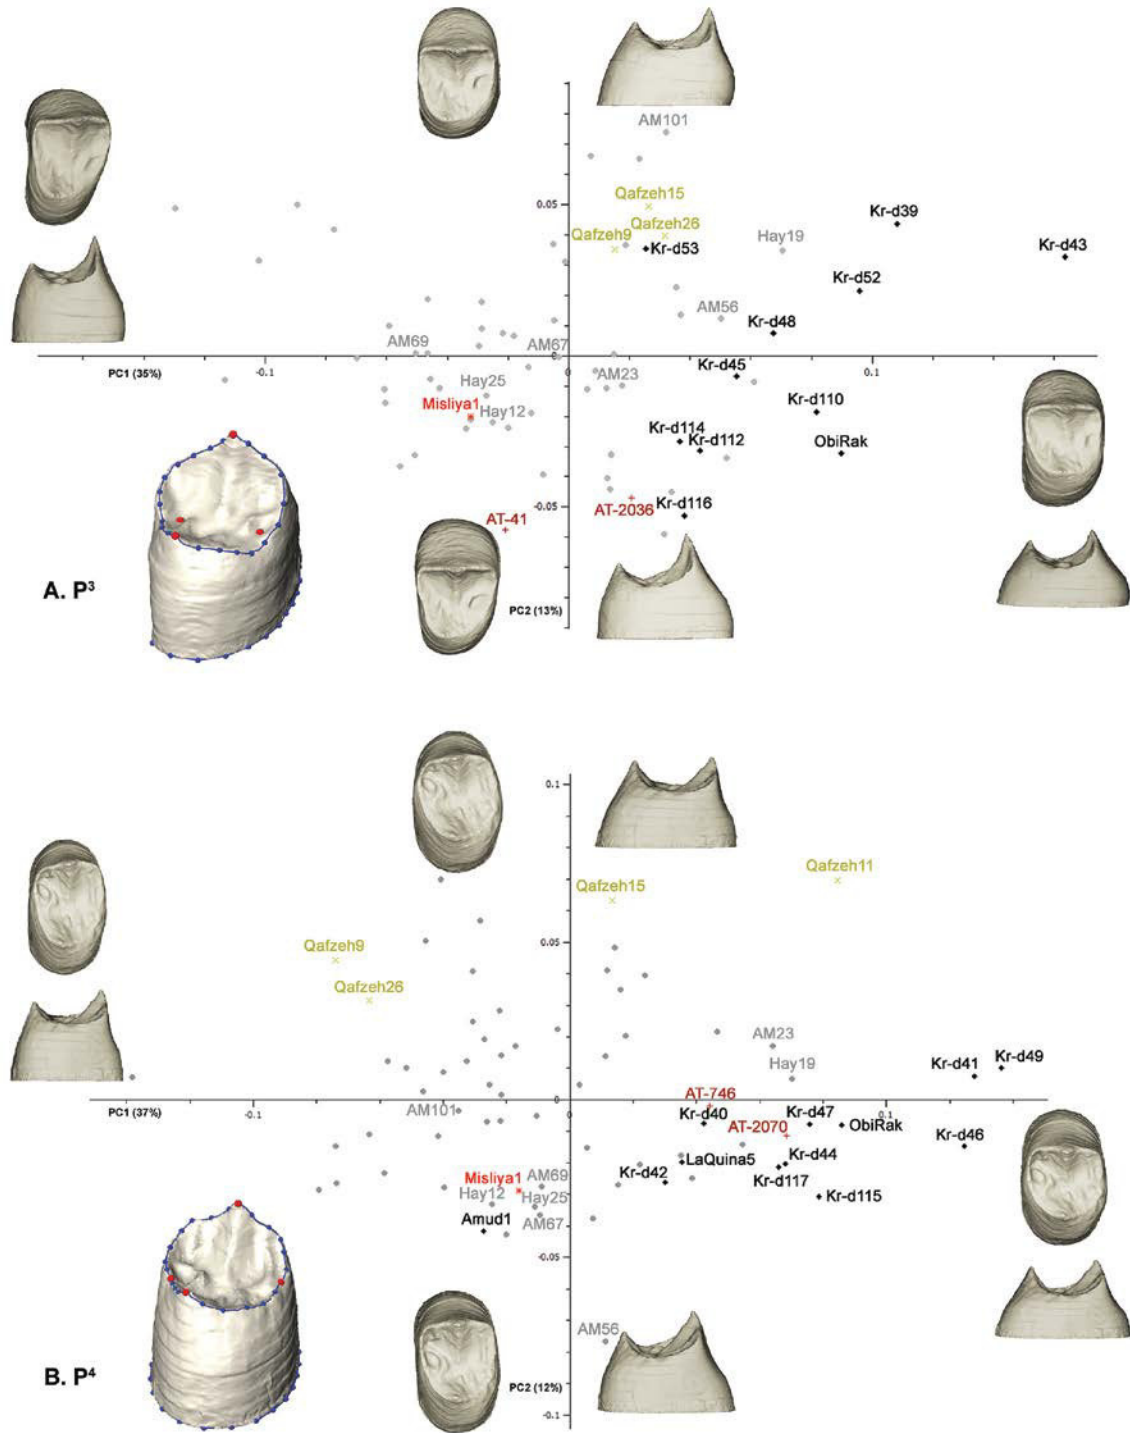 AM101
0.05
Qafzeh15
Qafzeh26
Qafzeh9
Kr-d53
Hay19
Kr-d39
Kr-d43
Kr-d52
AM56
Kr-d48
AM69
AM67
PC1 (35%)
-0.1
0
AM23
Kr-d45
0.1
Hay25
Misliya1
Hay12
Kr-d110
Kr-d114
Kr-d112
ObiRak
-0.05
AT-41
AT-2036
Kr-d116
A. P³
PC2 (13%)
0.1
Qafzeh15
Qafzeh11
0.05
Qafzeh9
Qafzeh26
AM23
Hay19
Kr-d41
Kr-d49
PC1 (37%)
-0.1
AM101
0
AT-746
Kr-d40
Kr-d47
0.1
AT-2070
ObiRak
Kr-d46
LaQuina5
Kr-d44
Kr-d42
Kr-d117
Kr-d115
Misliya1
AM69
Hay12
Hay25
Amud1
AM67
-0.05
AM56
B. P⁴
PC2 (12%)
-0.1